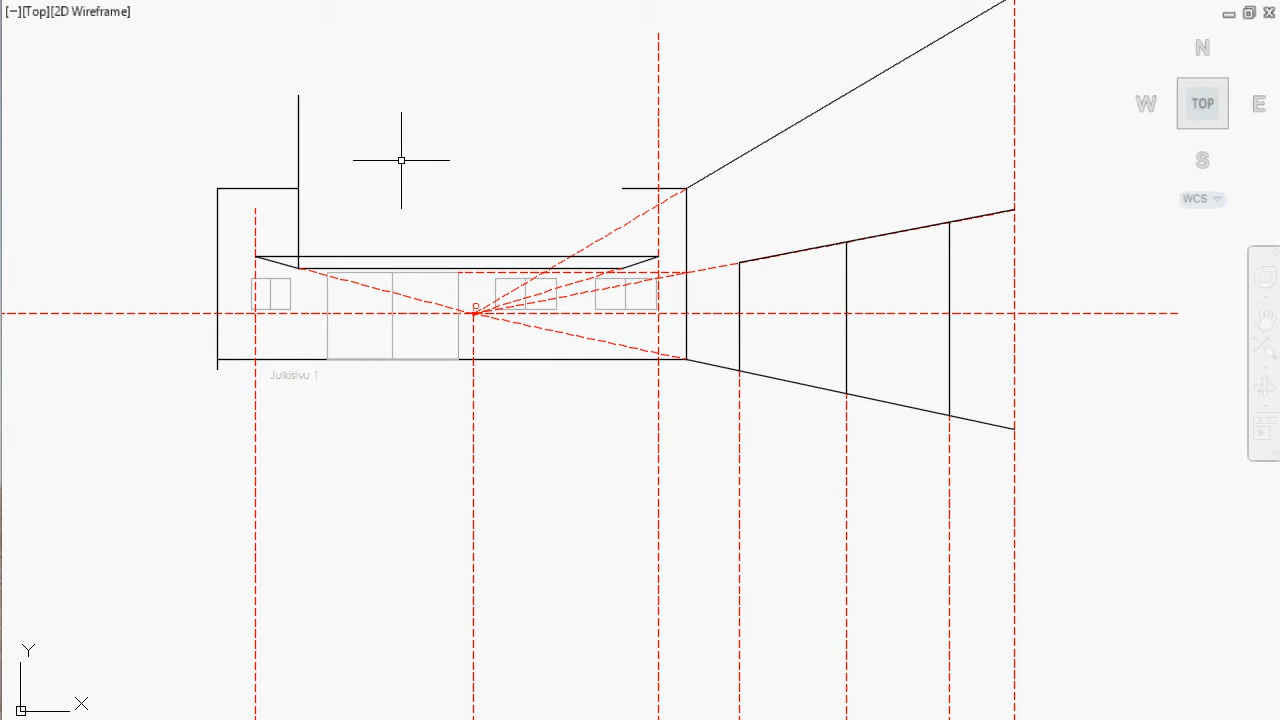 [−][Top][2D Wireframe]
N
W TOP E
S
WCS
Julkisivu 1
Y
X